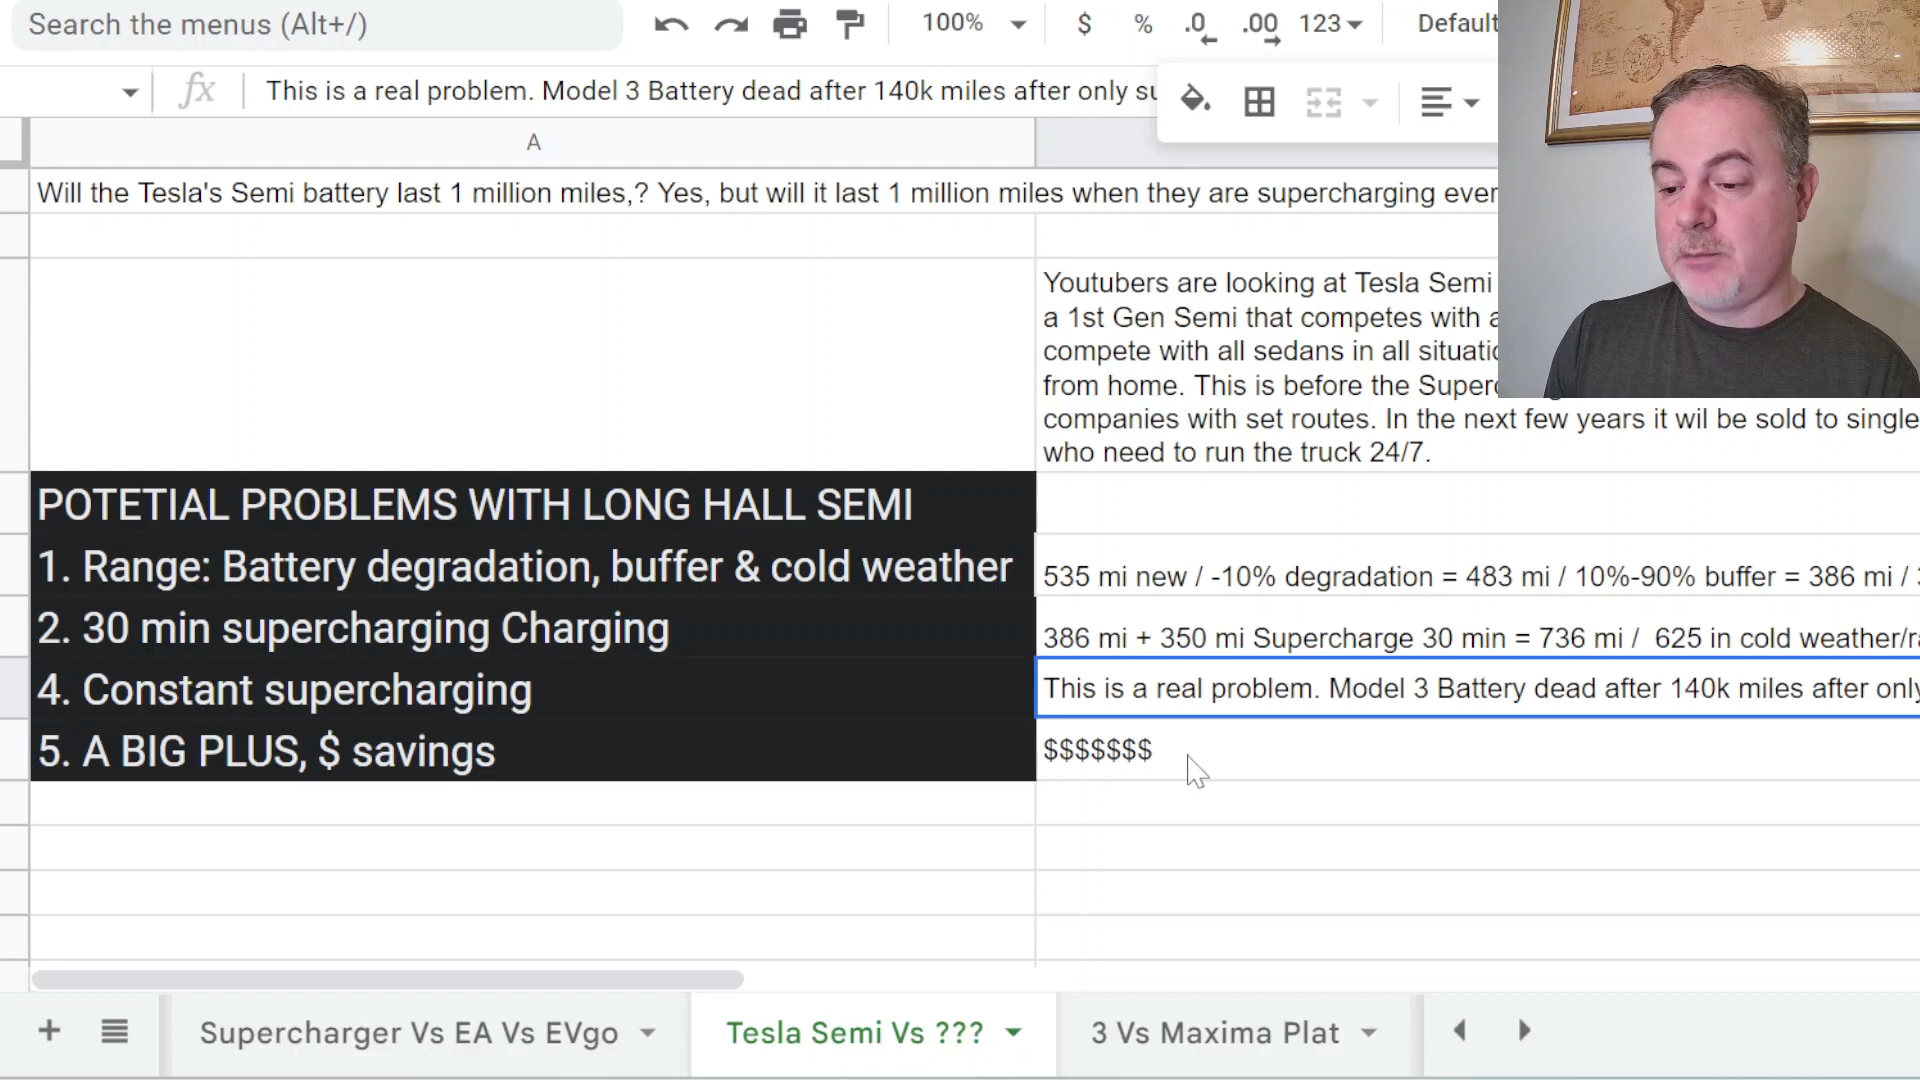 Search the menus (Alt+/)
100%
$
%
.0
.00
123
Default
fx
This is a real problem. Model 3 Battery dead after 140k miles after only
A
Will the Tesla's Semi battery last 1 million miles,? Yes, but will it last 1 million miles when they are supercharging
Youtubers are looking at Tesla Semi
a 1st Gen Semi that competes with
compete with all sedans in all
from home. This is before the
companies with set routes. In the next few years it wil be sold to single
who need to run the truck 24/7.
POTETIAL PROBLEMS WITH LONG HALL SEMI
1. Range: Battery degradation, buffer & cold weather
535 mi new / -10% degradation = 483 mi / 10%-90% buffer = 386 mi /
2. 30 min supercharging Charging
386 mi + 350 mi Supercharge 30 min = 736 mi / 625 in cold weather/
4. Constant supercharging
This is a real problem. Model 3 Battery dead after 140k miles after only
5. A BIG PLUS, $ savings
$$$$$$$
+
Supercharger Vs EA Vs EVgo
Tesla Semi Vs ???
3 Vs Maxima Plat